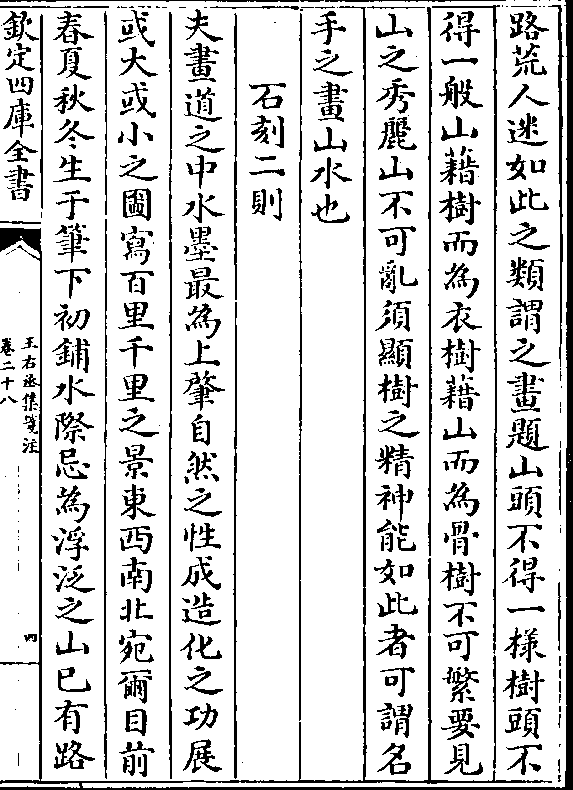 路荒人迷如此之類謂之畫題山頭不得一様樹頭不
得一般山藉樹而為衣樹藉山而為骨樹不可繁要見
山之秀麗山不可亂須顯樹之精神能如此者可謂名
手之畫山水也
石刻二則
夫畫道之中水墨最為上肇自然之性成造化之功展
或大或小之圖寫百里千里之景東西南北宛爾目前
春夏秋冬生于筆下初鋪水際忌為浮泛之山已有路
欽定四庫全書
王右丞集箋注
卷二十八
四